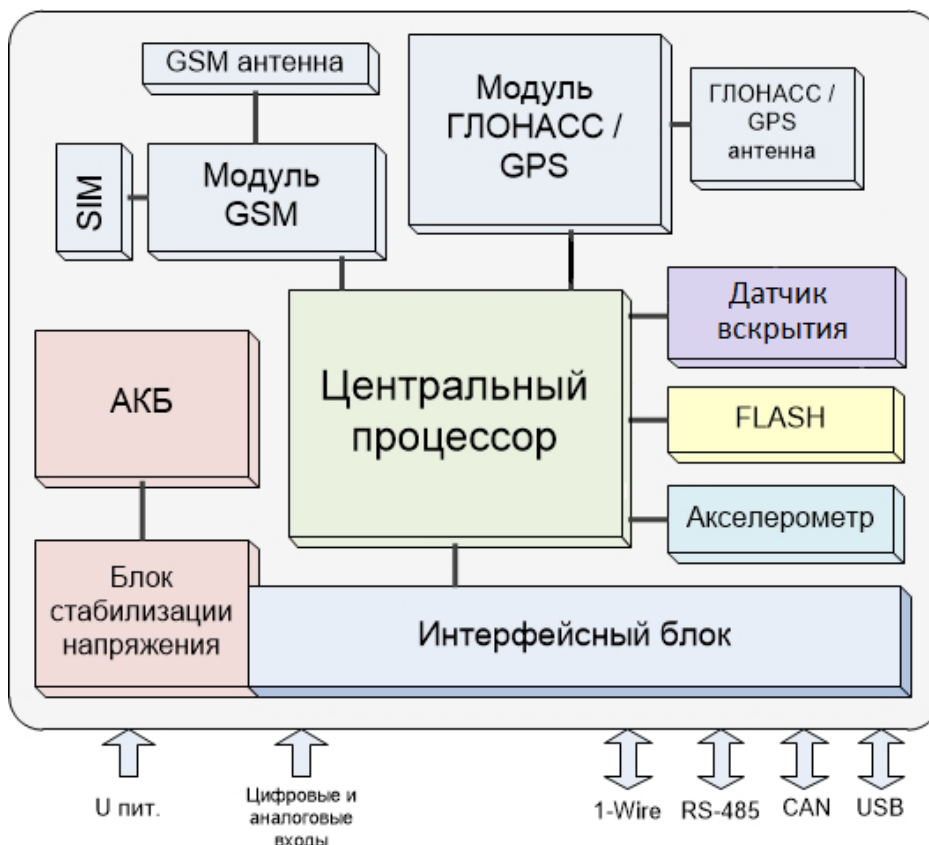 GSM антенна
Модуль
ГЛОНАСС /
GPS
ГЛОНАСС /
GPS
антенна
SIM
Модуль
GSM
Датчик
вскрытия
АКБ
Центральный
процессор
FLASH
Акселерометр
Блок
стабилизации
напряжения
Интерфейсный блок
U пит.
Цифровые и
аналоговые
входы
1-Wire
RS-485
CAN
USB